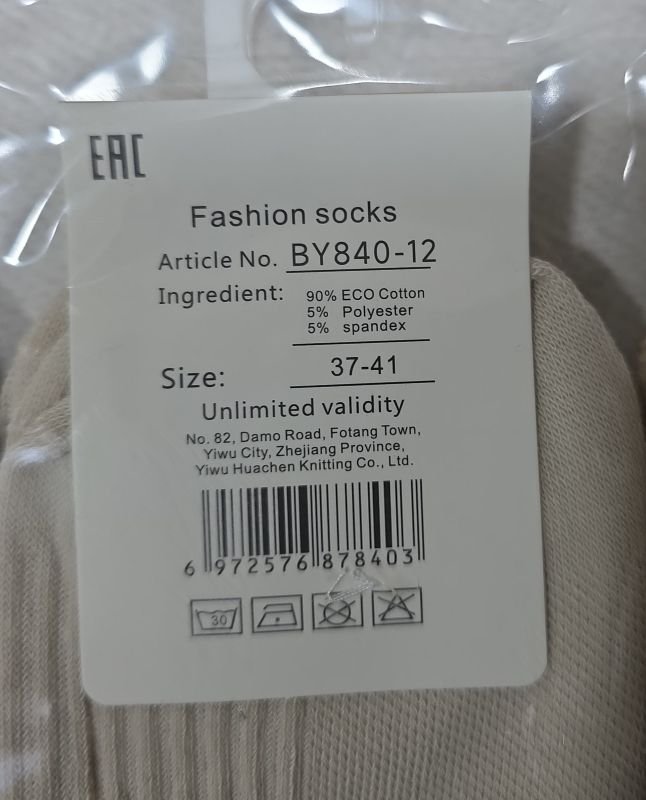 EAC
Fashion socks
Article No. BY840-12
Ingredient: 90% ECO Cotton
5% Polyester
5% spandex
Size: 37-41
Unlimited validity
No. 82, Damo Road, Fotang Town,
Yiwu City, Zhejiang Province,
Yiwu Huachen Knitting Co., Ltd.
6 972576 878403
30